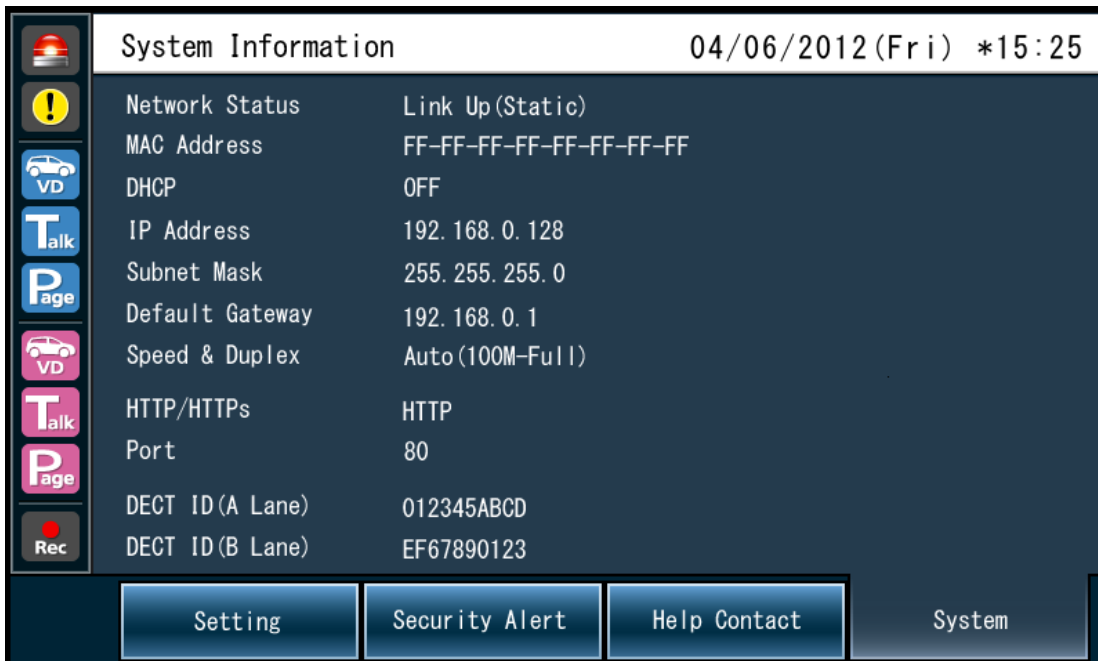 System Information 04/06/2012(Fri) *15:25
Network Status Link Up(Static)
MAC Address FF-FF-FF-FF-FF-FF-FF-FF
VD
DHCP OFF
Talk
IP Address 192.168.0.128
Subnet Mask 255.255.255.0
Page
Default Gateway 192.168.0.1
Speed & Duplex Auto(100M-Full)
VD
HTTP/HTTPs HTTP
Talk
Port 80
Page
DECT ID(A Lane) 012345ABCD
DECT ID(B Lane) EF67890123
Rec
Setting Security Alert Help Contact System